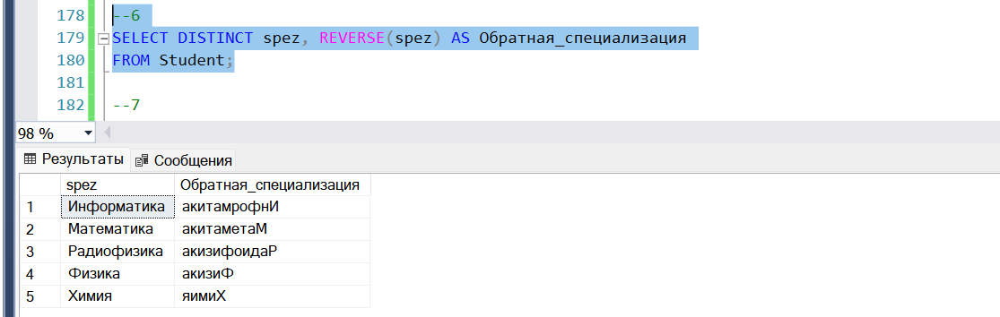 178 --6
179 SELECT DISTINCT spez, REVERSE(spez) AS Обратная_специализация
180 FROM Student;
181
182 --7
98 %
Результаты Сообщения
spez Обратная_специализация
1 Информатика акитамрофнИ
2 Математика акитаметаМ
3 Радиофизика акизифоидаР
4 Физика акизиФ
5 Химия яимиХ